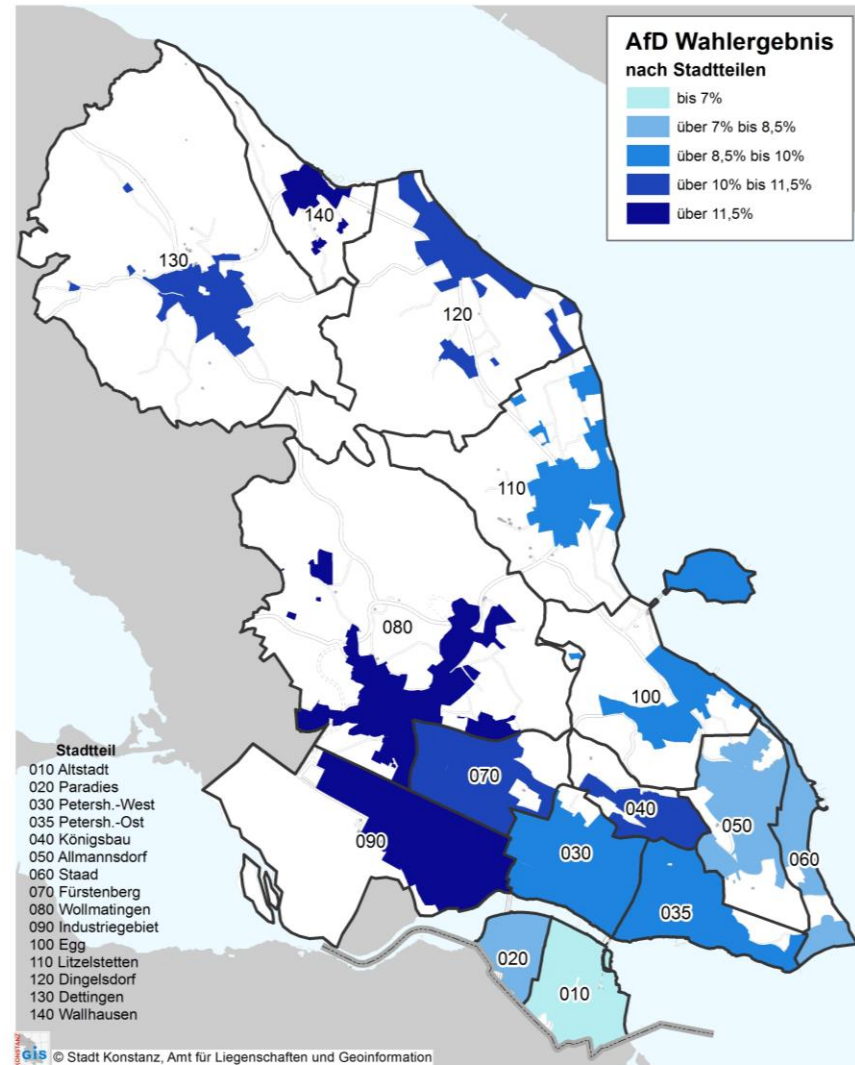 AfD Wahlergebnis
nach Stadtteilen
bis 7%
über 7% bis 8,5%
über 8,5% bis 10%
über 10% bis 11,5%
über 11,5%
140
130
120
110
080
100
070
040
050
090
030
060
035
020
010
Stadtteil
010 Altstadt
020 Paradies
030 Petersh.-West
035 Petersh.-Ost
040 Königsbau
050 Allmannsdorf
060 Staad
070 Fürstenberg
080 Wollmatingen
090 Industriegebiet
100 Egg
110 Litzelstetten
120 Dingelsdorf
130 Dettingen
140 Wallhausen
KONSTANZ
GIS
© Stadt Konstanz, Amt für Liegenschaften und Geoinformation